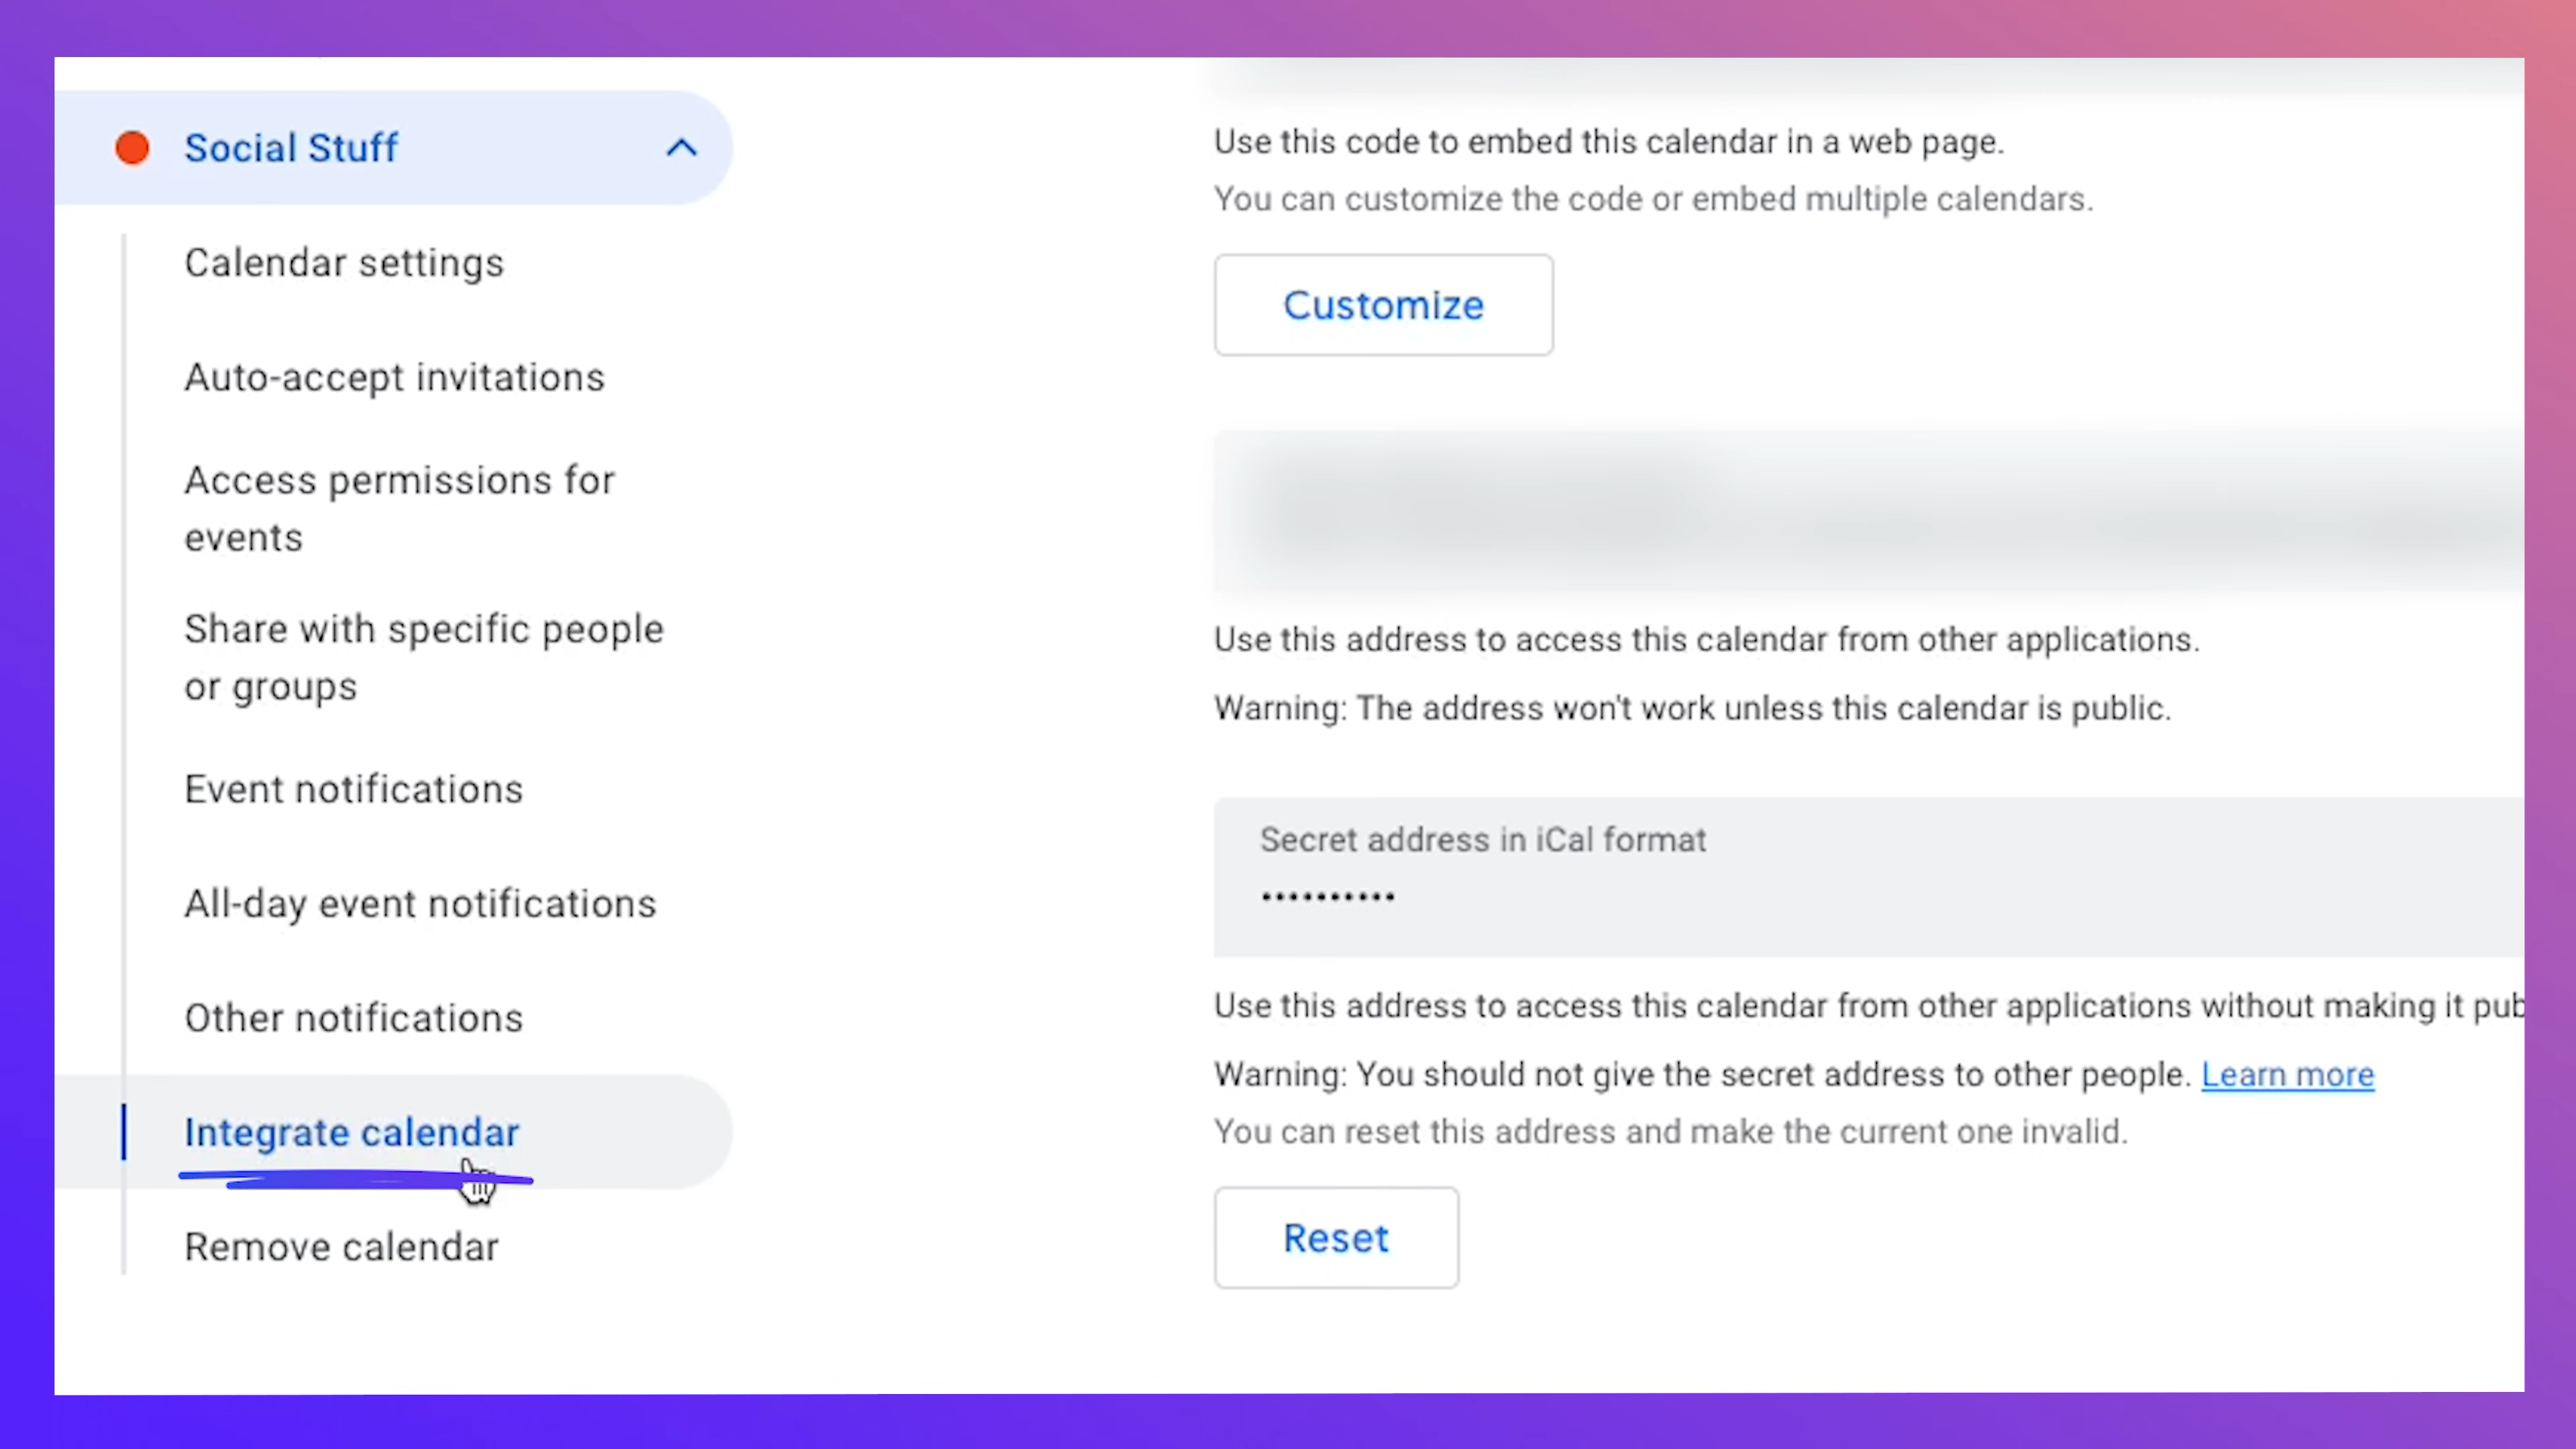 Social Stuff
Calendar settings
Auto-accept invitations
Access permissions for
events
Share with specific people
or groups
Event notifications
All-day event notifications
Other notifications
Integrate calendar
Remove calendar
Use this code to embed this calendar in a web page.
You can customize the code or embed multiple calendars.
Customize
Use this address to access this calendar from other applications.
Warning: The address won't work unless this calendar is public.
Secret address in iCal format
••••••••••
Use this address to access this calendar from other applications without making it pub
Warning: You should not give the secret address to other people. Learn more
You can reset this address and make the current one invalid.
Reset